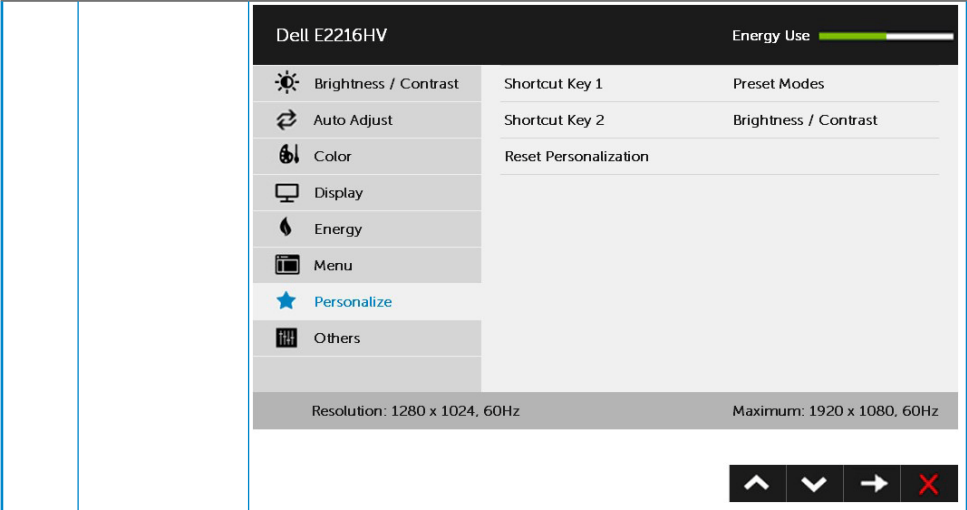 Dell E2216HV Energy Use
Brightness / Contrast Shortcut Key 1 Preset Modes
Auto Adjust Shortcut Key 2 Brightness / Contrast
Color Reset Personalization
Display
Energy
Menu
Personalize
Others
Resolution: 1280 x 1024, 60Hz Maximum: 1920 x 1080, 60Hz